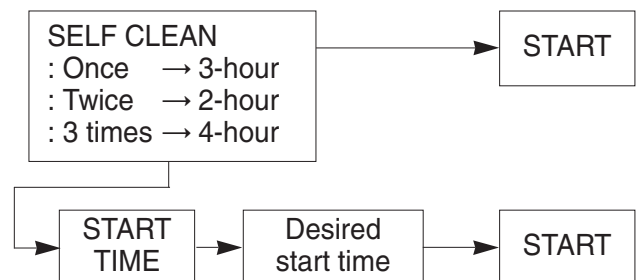 SELF CLEAN
: Once → 3-hour
: Twice → 2-hour
: 3 times → 4-hour
START
START
TIME
Desired
start time
START